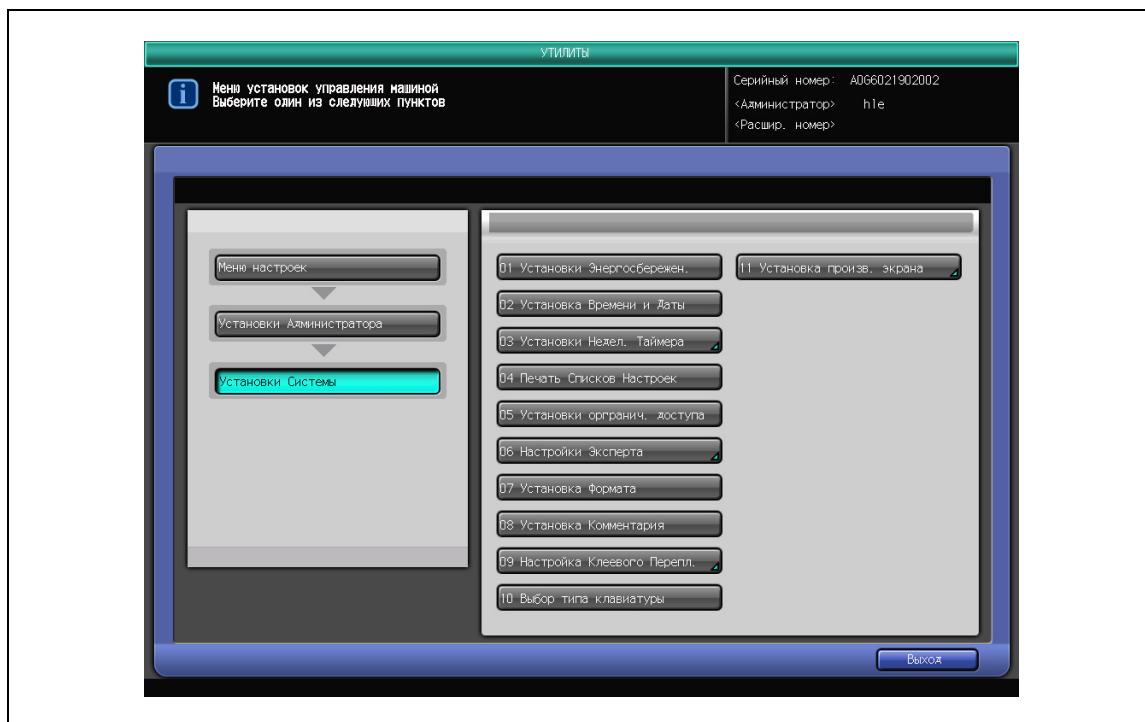 УТИЛИТЫ
Меню установок управления машиной
Выберите один из следующих пунктов
Серийный номер: A0G6021902002
<Администратор> hle
<Расшир. номер>
Меню настроек
Установки Администратора
Установки Системы
01 Установки Энергосбережен.
02 Установка Времени и Даты
03 Установки Недел. Таймера
04 Печать Списков Настроек
05 Установки оргранич. доступа
06 Настройки Эксперта
07 Установка Формата
08 Установка Комментария
09 Настройка Клеевого Перепл.
10 Выбор типа клавиатуры
11 Установка произв. экрана
Выход